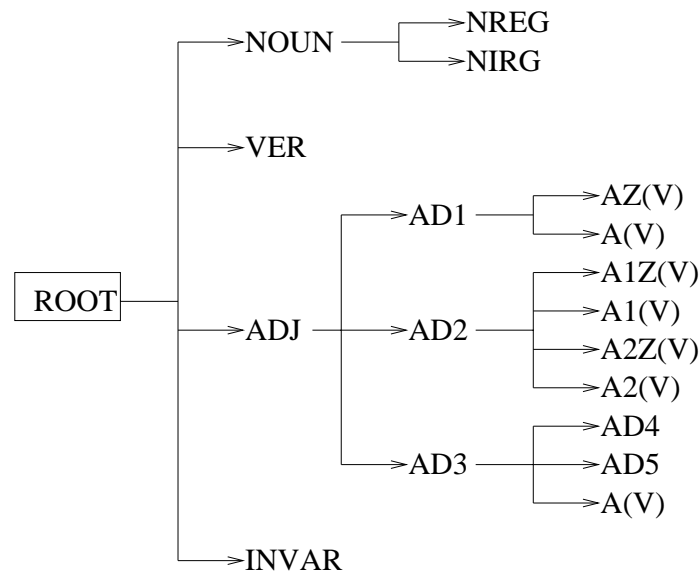 NREG
NOUN
NIRG
VER
AZ(V)
AD1
A(V)
A1Z(V)
ROOT
A1(V)
ADJ
AD2
A2Z(V)
A2(V)
AD4
AD3
AD5
A(V)
INVAR